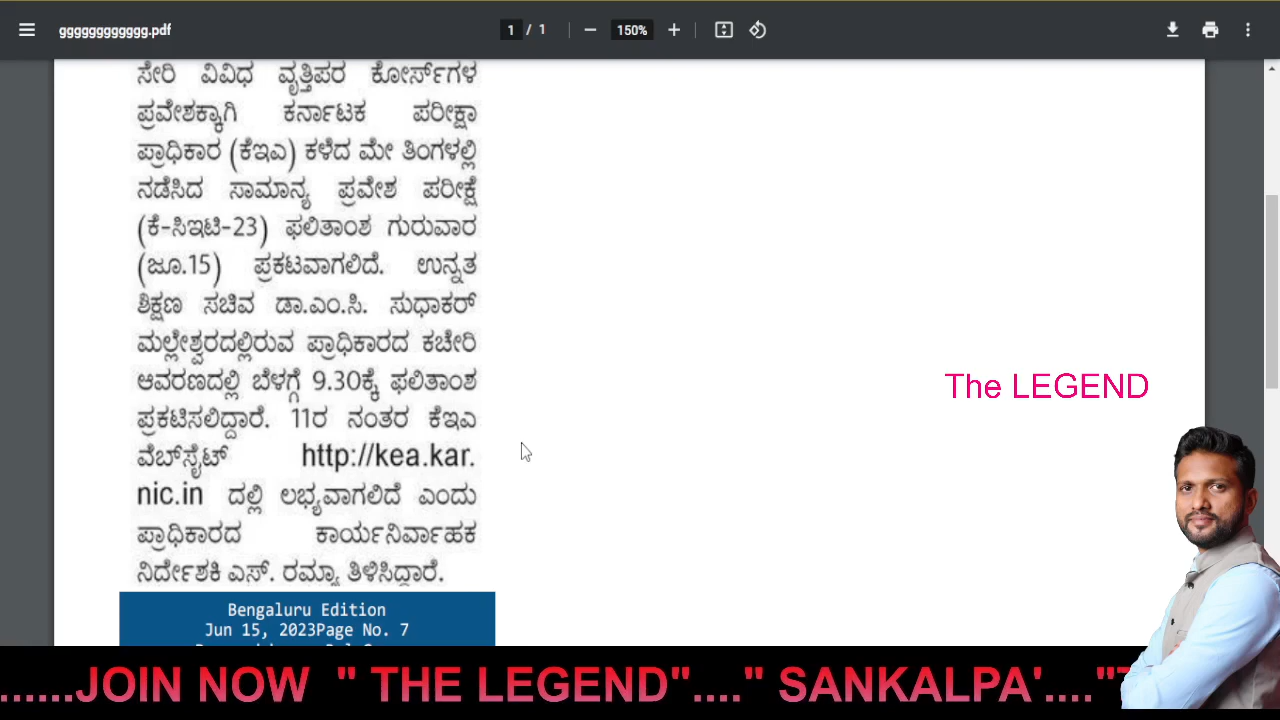 gggggggggggg.pdf
1 / 1
150%
ಸೇರಿ ವಿವಿಧ ವೃತ್ತಿಪರ ಕೋರ್ಸ್‌ಗಳ
ಪ್ರವೇಶಕ್ಕಾಗಿ ಕರ್ನಾಟಕ ಪರೀಕ್ಷಾ
ಪ್ರಾಧಿಕಾರ (ಕೆಇಎ) ಕಳೆದ ಮೇ ತಿಂಗಳಲ್ಲಿ
ನಡೆಸಿದ ಸಾಮಾನ್ಯ ಪ್ರವೇಶ ಪರೀಕ್ಷೆ
(ಕೆ-ಸಿಇಟಿ-23) ಫಲಿತಾಂಶ ಗುರುವಾರ
(ಜೂ.15) ಪ್ರಕಟವಾಗಲಿದೆ. ಉನ್ನತ
ಶಿಕ್ಷಣ ಸಚಿವ ಡಾ.ಎಂ.ಸಿ. ಸುಧಾಕರ್
ಮಲ್ಲೇಶ್ವರದಲ್ಲಿರುವ ಪ್ರಾಧಿಕಾರದ ಕಚೇರಿ
ಆವರಣದಲ್ಲಿ ಬೆಳಗ್ಗೆ 9.30ಕ್ಕೆ ಫಲಿತಾಂಶ
ಪ್ರಕಟಿಸಲಿದ್ದಾರೆ. 11ರ ನಂತರ ಕೆಇಎ
ವೆಬ್‌ಸೈಟ್ http://kea.kar.
nic.in ದಲ್ಲಿ ಲಭ್ಯವಾಗಲಿದೆ ಎಂದು
ಪ್ರಾಧಿಕಾರದ ಕಾರ್ಯನಿರ್ವಾಹಕ
ನಿರ್ದೇಶಕಿ ಎಸ್. ರಮ್ಯಾ ತಿಳಿಸಿದ್ದಾರೆ.
Bengaluru Edition
Jun 15, 2023Page No. 7
The LEGEND
......JOIN NOW " THE LEGEND"...." SANKALPA'...."